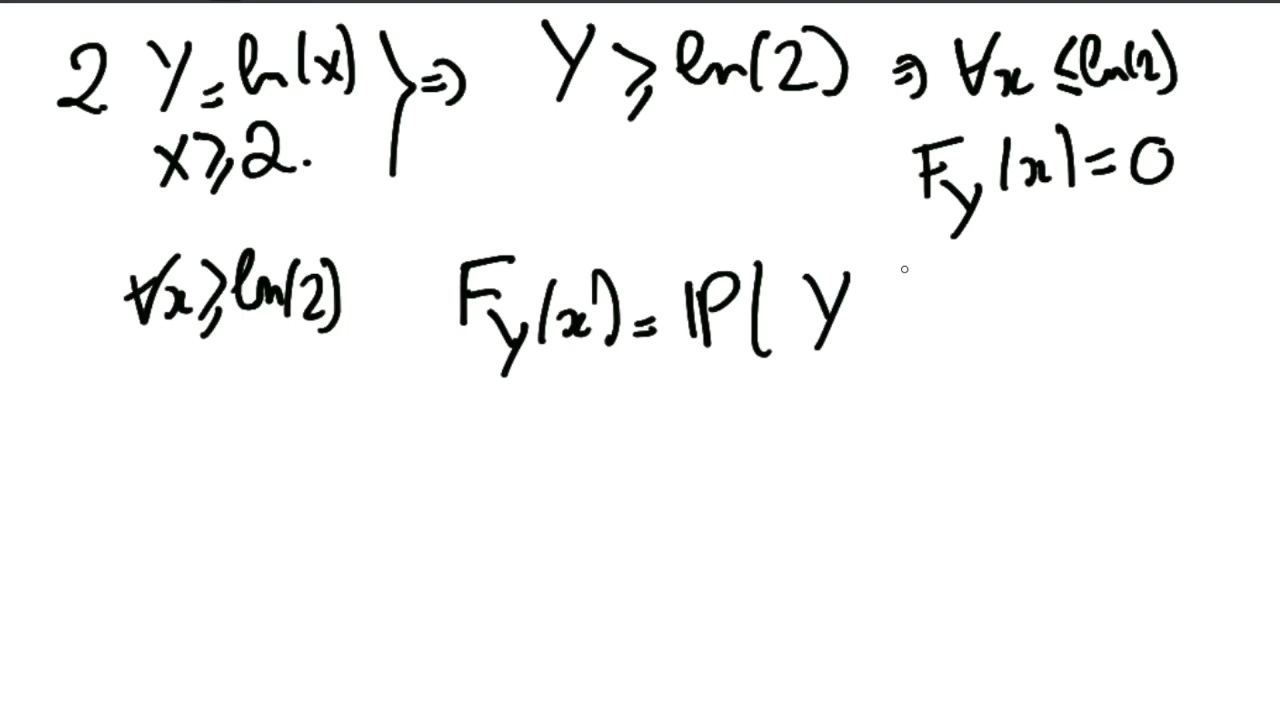 2 Y = ln(X) } ⇒ Y ≥ ln(2) ⇒ ∀x ≤ ln(2)
X ≥ 2. F_Y(x) = 0
∀x ≥ ln(2) F_Y(x) = ℙ( Y